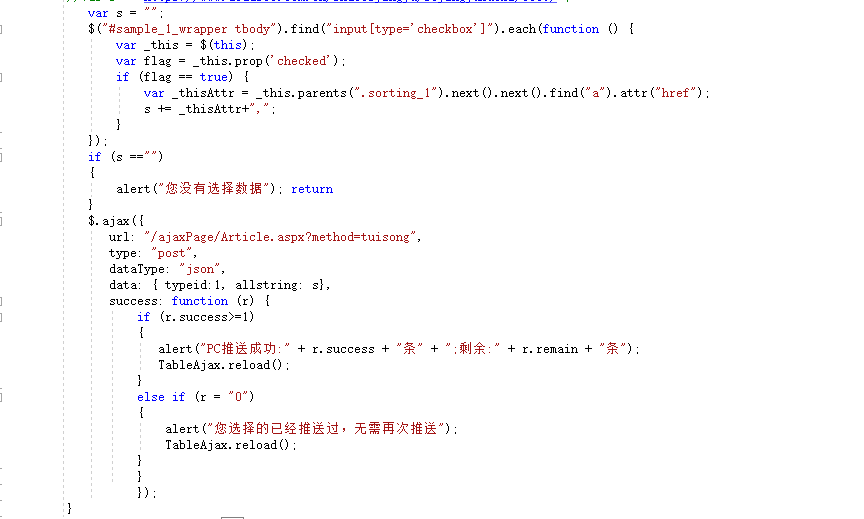 var s = "";
$("#sample_1_wrapper tbody").find("input[type='checkbox']").each(function () {
var _this = $(this);
var flag = _this.prop('checked');
if (flag == true) {
var _thisAttr = _this.parents(".sorting_1").next().next().find("a").attr("href");
s += _thisAttr+",";
}
});
if (s =="")
{
alert("您没有选择数据"); return
}
$.ajax({
url: "/ajaxPage/Article.aspx?method=tuisong",
type: "post",
dataType: "json",
data: { typeid:1, allstring: s},
success: function (r) {
if (r.success>=1)
{
alert("PC推送成功:" + r.success + "条" + ";剩余:" + r.remain + "条");
TableAjax.reload();
}
else if (r = "0")
{
alert("您选择的已经推送过，无需再次推送");
TableAjax.reload();
}
}
});
}